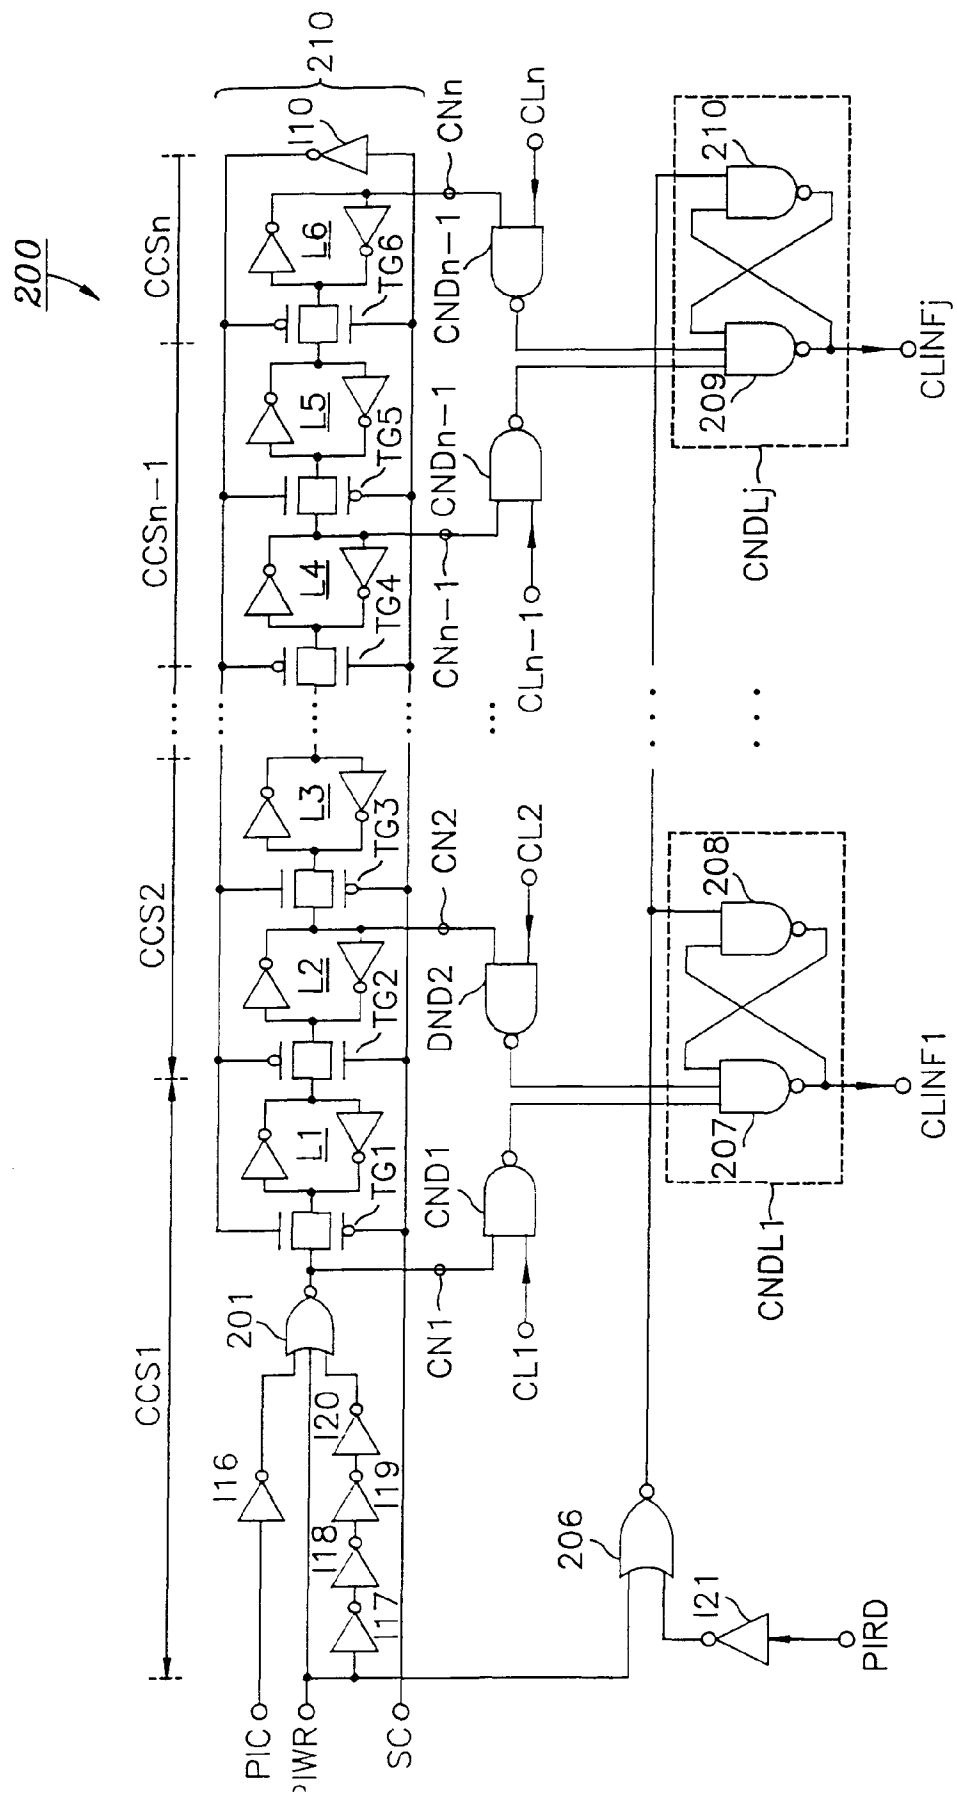 200
CCS1
CCS2
CCSn-1
CCSn
210
I10
I16
201
L1
L2
L3
L4
L5
L6
TG1
TG2
TG3
TG4
TG5
TG6
I17
I18
I19
I20
PIC
PIWR
SC
CN1
CND1
CN2
DND2
CNn-1
CNDn-1
CNDn-1
CNn
CL1
CL2
CLn-1
CLn
206
I21
PIRD
207
208
CNDL1
CLINF1
209
210
CNDLj
CLINFj